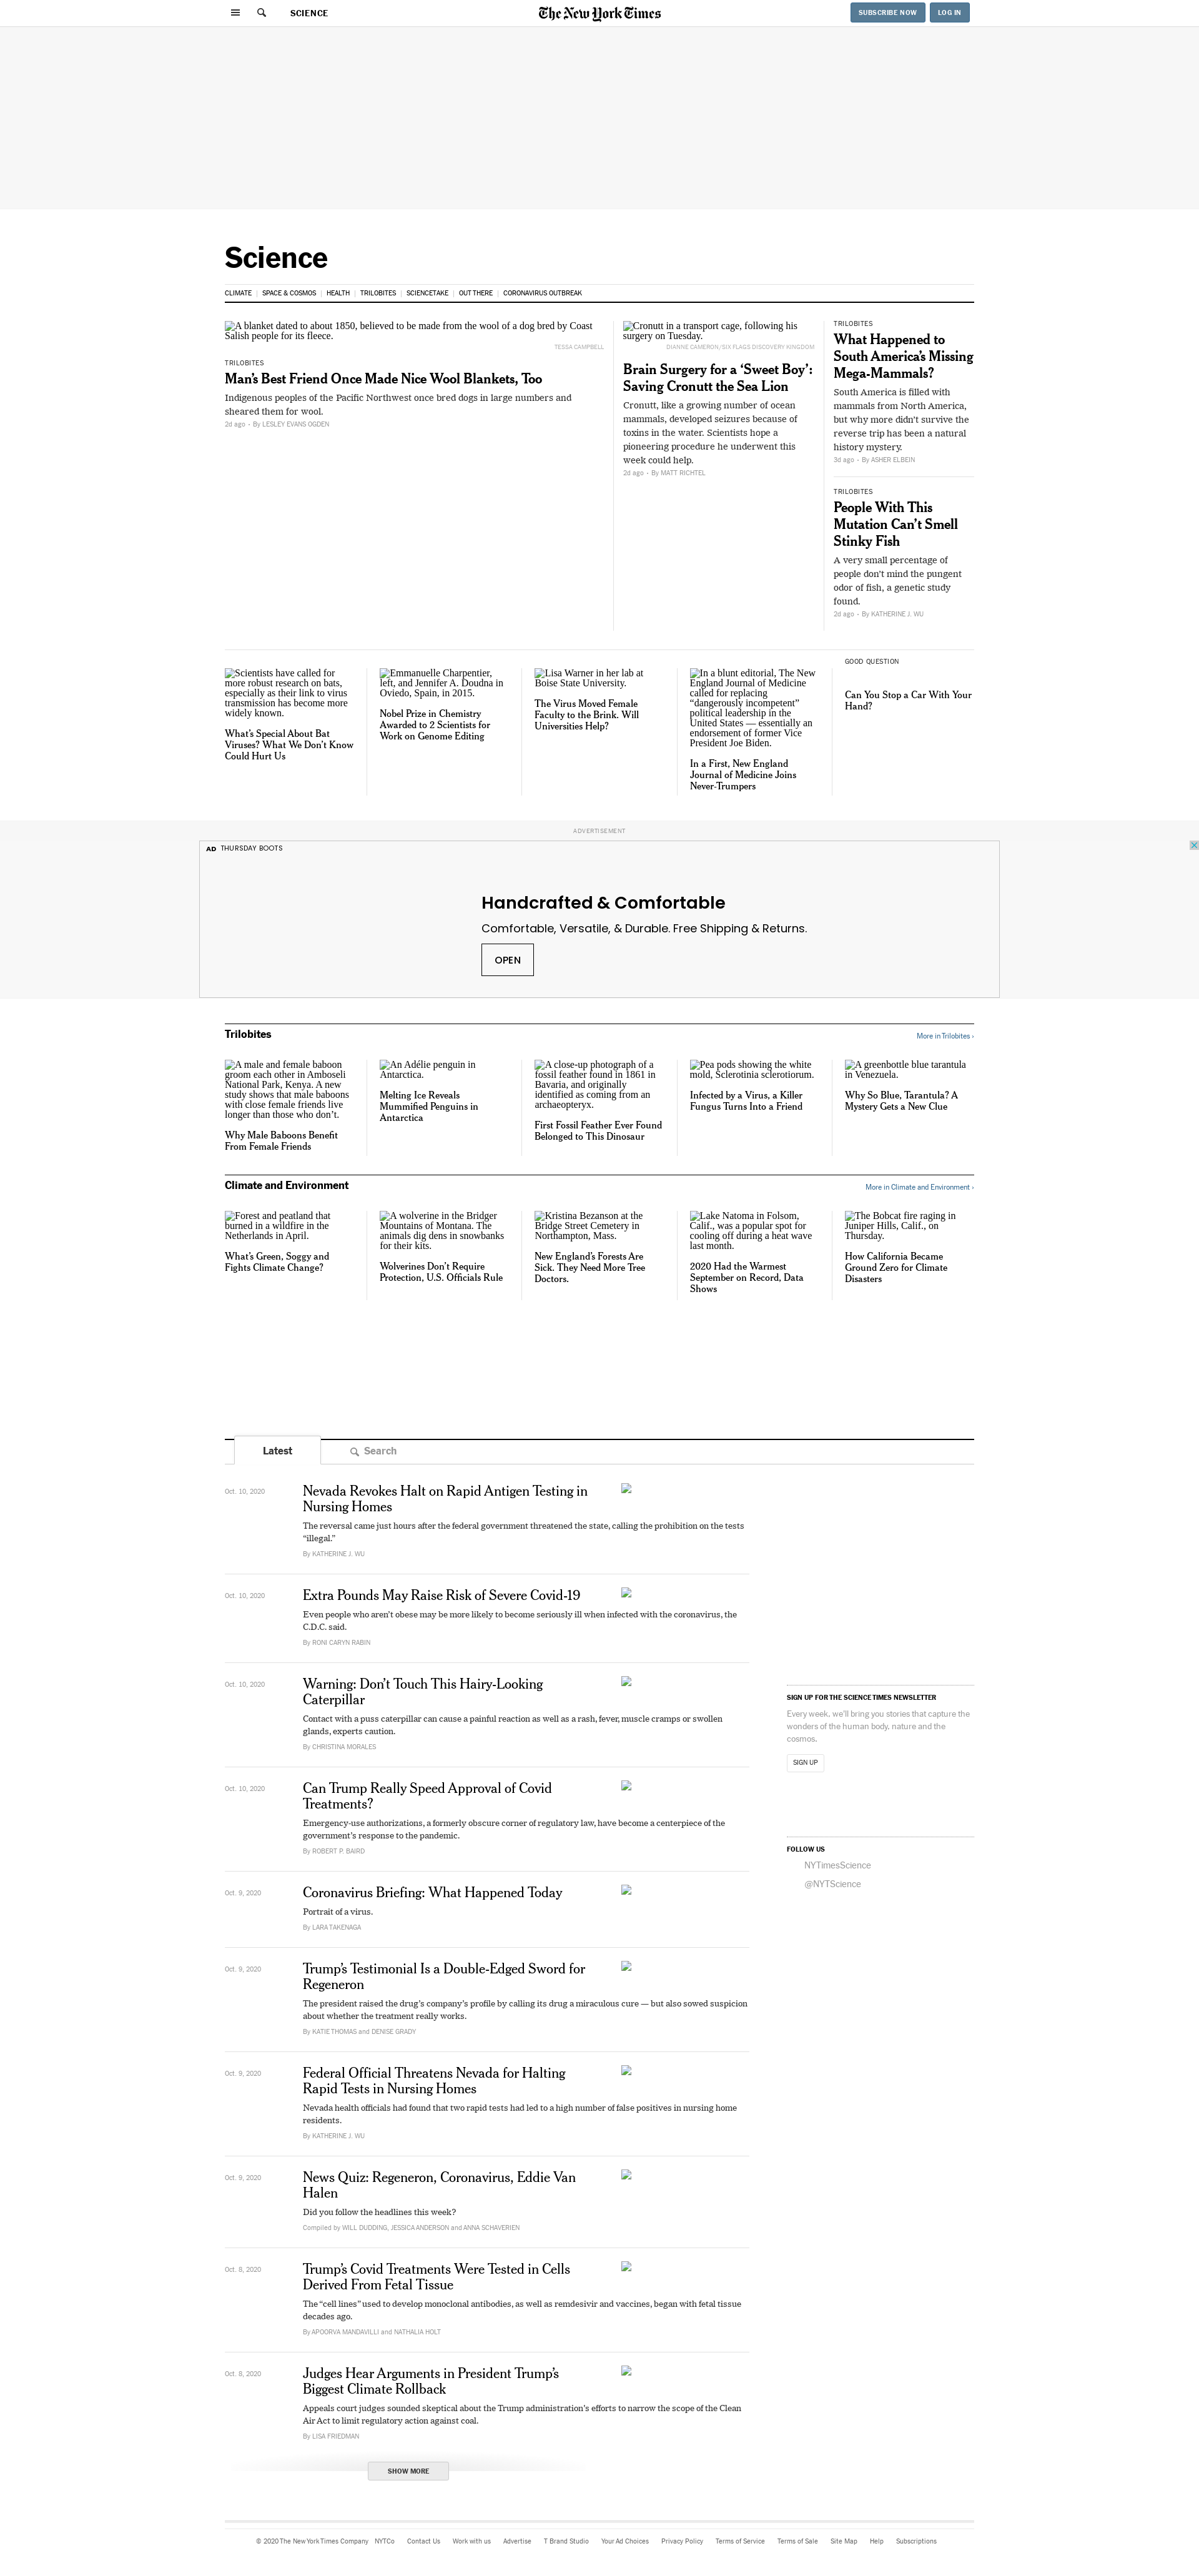 SCIENCE
The New York Times
SUBSCRIBE NOW
LOG IN
Science
CLIMATE | SPACE & COSMOS | HEALTH | TRILOBITES | SCIENCETAKE | OUT THERE | CORONAVIRUS OUTBREAK
A blanket dated to about 1850, believed to be made from the wool of a dog bred by Coast
Salish people for its fleece.
TESSA CAMPBELL
TRILOBITES
Man's Best Friend Once Made Nice Wool Blankets, Too
Indigenous peoples of the Pacific Northwest once bred dogs in large numbers and
sheared them for wool.
2d ago - By LESLEY EVANS OGDEN
Cronutt in a transport cage, following his
surgery on Tuesday.
DIANNE CAMERON/SIX FLAGS DISCOVERY KINGDOM
Brain Surgery for a ‘Sweet Boy’:
Saving Cronutt the Sea Lion
Cronutt, like a growing number of ocean
mammals, developed seizures because of
toxins in the water. Scientists hope a
pioneering procedure he underwent this
week could help.
2d ago - By MATT RICHTEL
TRILOBITES
What Happened to
South America’s Missing
Mega-Mammals?
South America is filled with
mammals from North America,
but why more didn’t survive the
reverse trip has been a natural
history mystery.
3d ago - By ASHER ELBEIN
TRILOBITES
People With This
Mutation Can’t Smell
Stinky Fish
A very small percentage of
people don’t mind the pungent
odor of fish, a genetic study
found.
2d ago - By KATHERINE J. WU
Scientists have called for
more robust research on bats,
especially as their link to virus
transmission has become more
widely known.
What’s Special About Bat
Viruses? What We Don’t Know
Could Hurt Us
Emmanuelle Charpentier,
left, and Jennifer A. Doudna in
Oviedo, Spain, in 2015.
Nobel Prize in Chemistry
Awarded to 2 Scientists for
Work on Genome Editing
Lisa Warner in her lab at
Boise State University.
The Virus Moved Female
Faculty to the Brink. Will
Universities Help?
In a blunt editorial, The New
England Journal of Medicine
called for replacing
“dangerously incompetent”
political leadership in the
United States — essentially an
endorsement of former Vice
President Joe Biden.
In a First, New England
Journal of Medicine Joins
Never-Trumpers
GOOD QUESTION
Can You Stop a Car With Your
Hand?
ADVERTISEMENT
AD THURSDAY BOOTS
Handcrafted & Comfortable
Comfortable, Versatile, & Durable. Free Shipping & Returns.
OPEN
Trilobites
More in Trilobites ›
A male and female baboon
groom each other in Amboseli
National Park, Kenya. A new
study shows that male baboons
with close female friends live
longer than those who don’t.
Why Male Baboons Benefit
From Female Friends
An Adélie penguin in
Antarctica.
Melting Ice Reveals
Mummified Penguins in
Antarctica
A close-up photograph of a
fossil feather found in 1861 in
Bavaria, and originally
identified as coming from an
archaeopteryx.
First Fossil Feather Ever Found
Belonged to This Dinosaur
Pea pods showing the white
mold, Sclerotinia sclerotiorum.
Infected by a Virus, a Killer
Fungus Turns Into a Friend
A greenbottle blue tarantula
in Venezuela.
Why So Blue, Tarantula? A
Mystery Gets a New Clue
Climate and Environment
More in Climate and Environment ›
Forest and peatland that
burned in a wildfire in the
Netherlands in April.
What’s Green, Soggy and
Fights Climate Change?
A wolverine in the Bridger
Mountains of Montana. The
animals dig dens in snowbanks
for their kits.
Wolverines Don’t Require
Protection, U.S. Officials Rule
Kristina Bezanson at the
Bridge Street Cemetery in
Northampton, Mass.
New England’s Forests Are
Sick. They Need More Tree
Doctors.
Lake Natoma in Folsom,
Calif., was a popular spot for
cooling off during a heat wave
last month.
2020 Had the Warmest
September on Record, Data
Shows
The Bobcat fire raging in
Juniper Hills, Calif., on
Thursday.
How California Became
Ground Zero for Climate
Disasters
Latest
Search
Oct. 10, 2020
Nevada Revokes Halt on Rapid Antigen Testing in
Nursing Homes
The reversal came just hours after the federal government threatened the state, calling the prohibition on the tests
“illegal.”
By KATHERINE J. WU
Oct. 10, 2020
Extra Pounds May Raise Risk of Severe Covid-19
Even people who aren’t obese may be more likely to become seriously ill when infected with the coronavirus, the
C.D.C. said.
By RONI CARYN RABIN
Oct. 10, 2020
Warning: Don’t Touch This Hairy-Looking
Caterpillar
Contact with a puss caterpillar can cause a painful reaction as well as a rash, fever, muscle cramps or swollen
glands, experts caution.
By CHRISTINA MORALES
Oct. 10, 2020
Can Trump Really Speed Approval of Covid
Treatments?
Emergency-use authorizations, a formerly obscure corner of regulatory law, have become a centerpiece of the
government’s response to the pandemic.
By ROBERT P. BAIRD
Oct. 9, 2020
Coronavirus Briefing: What Happened Today
Portrait of a virus.
By LARA TAKENAGA
Oct. 9, 2020
Trump’s Testimonial Is a Double-Edged Sword for
Regeneron
The president raised the drug’s company’s profile by calling its drug a miraculous cure — but also sowed suspicion
about whether the treatment really works.
By KATIE THOMAS and DENISE GRADY
Oct. 9, 2020
Federal Official Threatens Nevada for Halting
Rapid Tests in Nursing Homes
Nevada health officials had found that two rapid tests had led to a high number of false positives in nursing home
residents.
By KATHERINE J. WU
Oct. 9, 2020
News Quiz: Regeneron, Coronavirus, Eddie Van
Halen
Did you follow the headlines this week?
Compiled by WILL DUDDING, JESSICA ANDERSON and ANNA SCHAVERIEN
Oct. 8, 2020
Trump’s Covid Treatments Were Tested in Cells
Derived From Fetal Tissue
The “cell lines” used to develop monoclonal antibodies, as well as remdesivir and vaccines, began with fetal tissue
decades ago.
By APOORVA MANDAVILLI and NATHALIA HOLT
Oct. 8, 2020
Judges Hear Arguments in President Trump’s
Biggest Climate Rollback
Appeals court judges sounded skeptical about the Trump administration’s efforts to narrow the scope of the Clean
Air Act to limit regulatory action against coal.
By LISA FRIEDMAN
SHOW MORE
SIGN UP FOR THE SCIENCE TIMES NEWSLETTER
Every week, we’ll bring you stories that capture the
wonders of the human body, nature and the
cosmos.
SIGN UP
FOLLOW US
NYTimesScience
@NYTScience
© 2020 The New York Times Company NYTCo Contact Us Work with us Advertise T Brand Studio Your Ad Choices Privacy Policy Terms of Service Terms of Sale Site Map Help Subscriptions